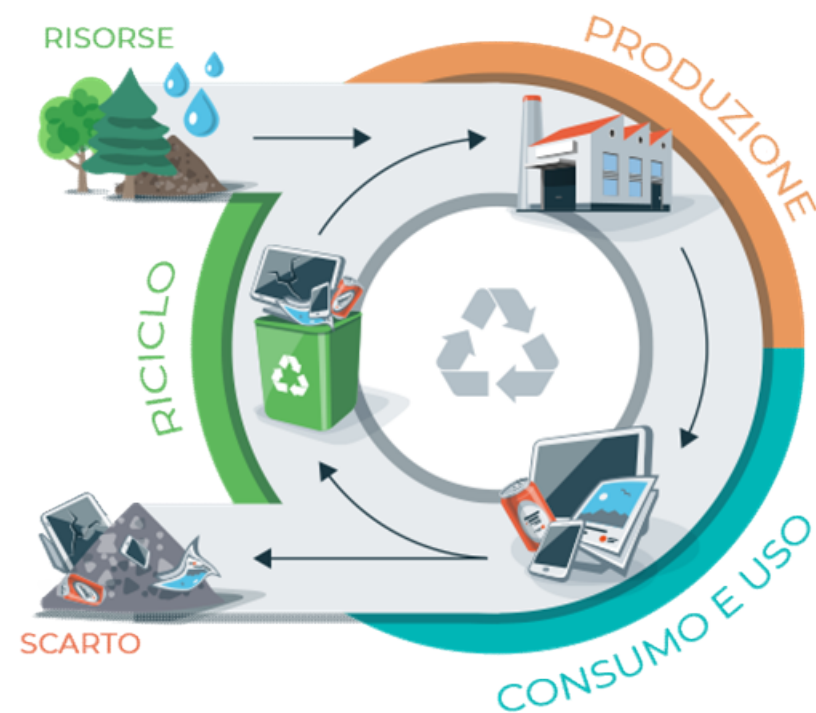 RISORSE
PRODUZIONE
RICICLO
CONSUMO E USO
SCARTO